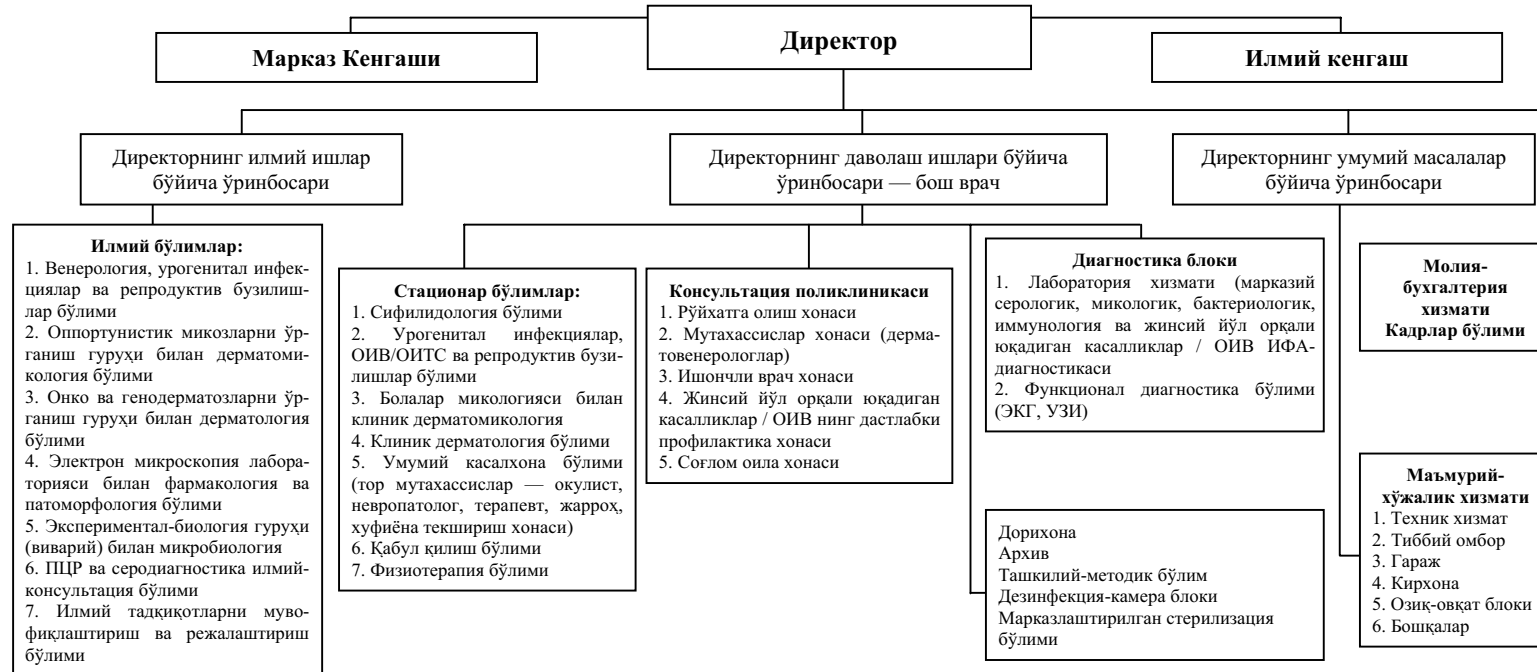 Директор
Марказ Кенгаши
Илмий кенгаш
Директорнинг илмий ишлар
бўйича ўринбосари
Директорнинг даволаш ишлари бўйича
ўринбосари — бош врач
Директорнинг умумий масалалар
бўйича ўринбосари
Илмий бўлимлар:
1. Венерология, урогенитал инфек-
циялар ва репродуктив бузилиш-
лар бўлими
2. Оппортунистик микозларни ўр-
ганиш гуруҳи билан дерматоми-
кология бўлими
3. Онко ва генодерматозларни ўр-
ганиш гуруҳи билан дерматология
бўлими
4. Электрон микроскопия лабора-
торияси билан фармакология ва
патоморфология бўлими
5. Экспериментал-биология гуруҳи
(виварий) билан микробиология
6. ПЦР ва серодиагностика илмий-
консультация бўлими
7. Илмий тадқиқотларни муво-
фиқлаштириш ва режалаштириш
бўлими
Стационар бўлимлар:
1. Сифилидология бўлими
2. Урогенитал инфекциялар,
ОИВ/ОИТС ва репродуктив бузи-
лишлар бўлими
3. Болалар микологияси билан
клиник дерматомикология
4. Клиник дерматология бўлими
5. Умумий касалхона бўлими
(тор мутахассислар — окулист,
невропатолог, терапевт, жарроҳ,
хуфиёна текшириш хонаси)
6. Қабул қилиш бўлими
7. Физиотерапия бўлими
Консультация поликлиникаси
1. Рўйхатга олиш хонаси
2. Мутахассислар хонаси (дерма-
товенерологлар)
3. Ишончли врач хонаси
4. Жинсий йўл орқали юқадиган
касалликлар / ОИВ нинг дастлабки
профилактика хонаси
5. Соғлом оила хонаси
Диагностика блоки
1. Лаборатория хизмати (марказий
серологик, микологик, бактериологик,
иммунология ва жинсий йўл орқали
юқадиган касалликлар / ОИВ ИФА-
диагностикаси
2. Функционал диагностика бўлими
(ЭКГ, УЗИ)
Дорихона
Архив
Ташкилий-методик бўлим
Дезинфекция-камера блоки
Марказлаштирилган стерилизация
бўлими
Молия-
бухгалтерия
хизмати
Кадрлар бўлими
Маъмурий-
хўжалик хизмати
1. Техник хизмат
2. Тиббий омбор
3. Гараж
4. Кирхона
5. Озиқ-овқат блоки
6. Бошқалар